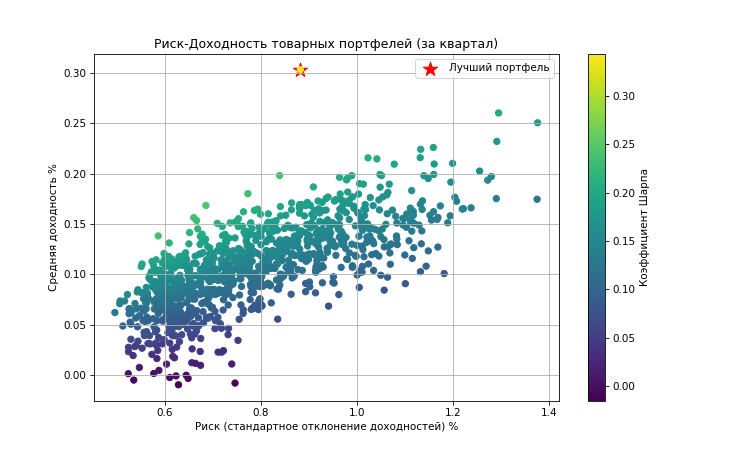 Риск-Доходность товарных портфелей (за квартал)
Лучший портфель
Средняя доходность %
0.30
0.25
0.20
0.15
0.10
0.05
0.00
0.6 0.8 1.0 1.2 1.4
Риск (стандартное отклонение доходностей) %
0.30
0.25
0.20
0.15
0.10
0.05
0.00
Коэффициент Шарпа